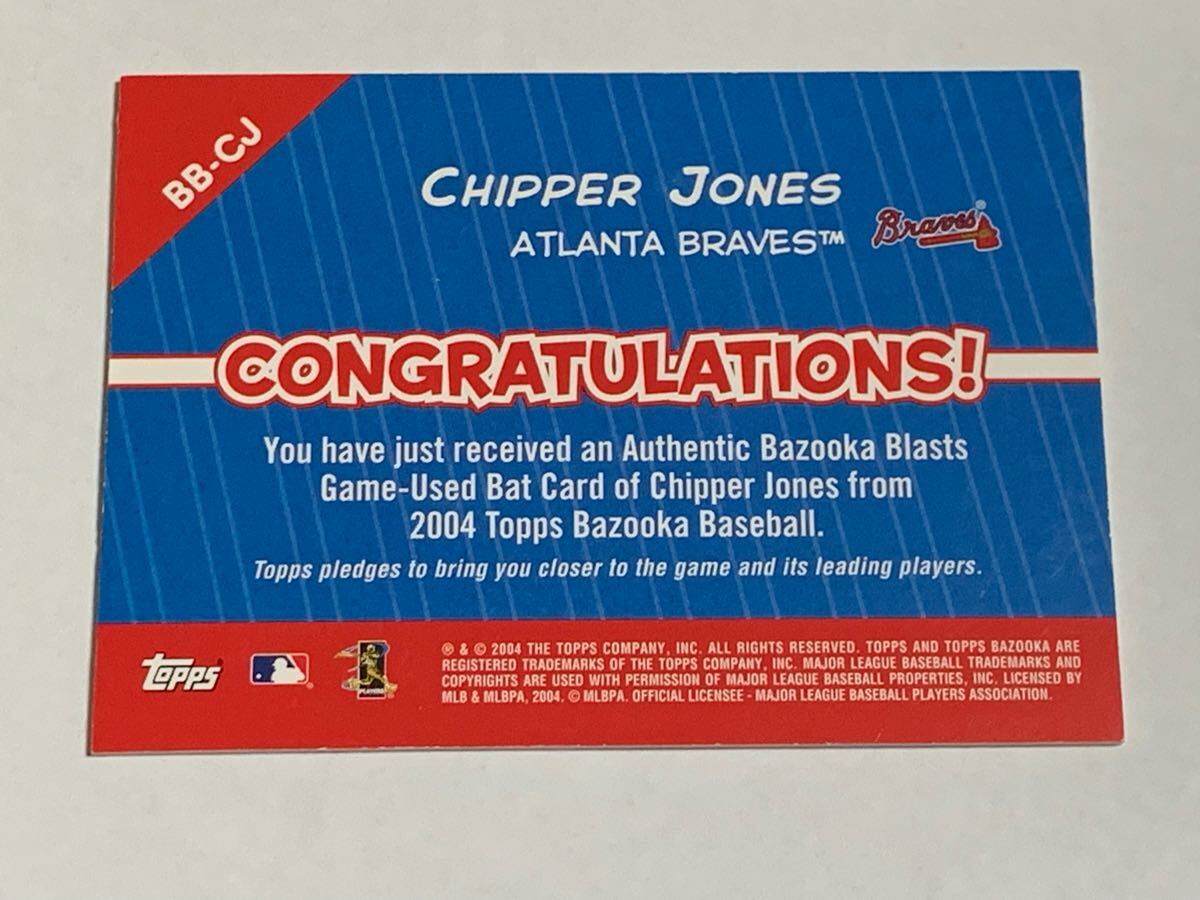 BB-CJ
CHIPPER JONES
ATLANTA BRAVES™
Braves®
CONGRATULATIONS!
You have just received an Authentic Bazooka Blasts
Game-Used Bat Card of Chipper Jones from
2004 Topps Bazooka Baseball.
Topps pledges to bring you closer to the game and its leading players.
topps
PLAYERS
® & © 2004 THE TOPPS COMPANY, INC. ALL RIGHTS RESERVED. TOPPS AND TOPPS BAZOOKA ARE
REGISTERED TRADEMARKS OF THE TOPPS COMPANY, INC. MAJOR LEAGUE BASEBALL TRADEMARKS AND
COPYRIGHTS ARE USED WITH PERMISSION OF MAJOR LEAGUE BASEBALL PROPERTIES, INC. LICENSED BY
MLB & MLBPA, 2004. © MLBPA. OFFICIAL LICENSEE - MAJOR LEAGUE BASEBALL PLAYERS ASSOCIATION.